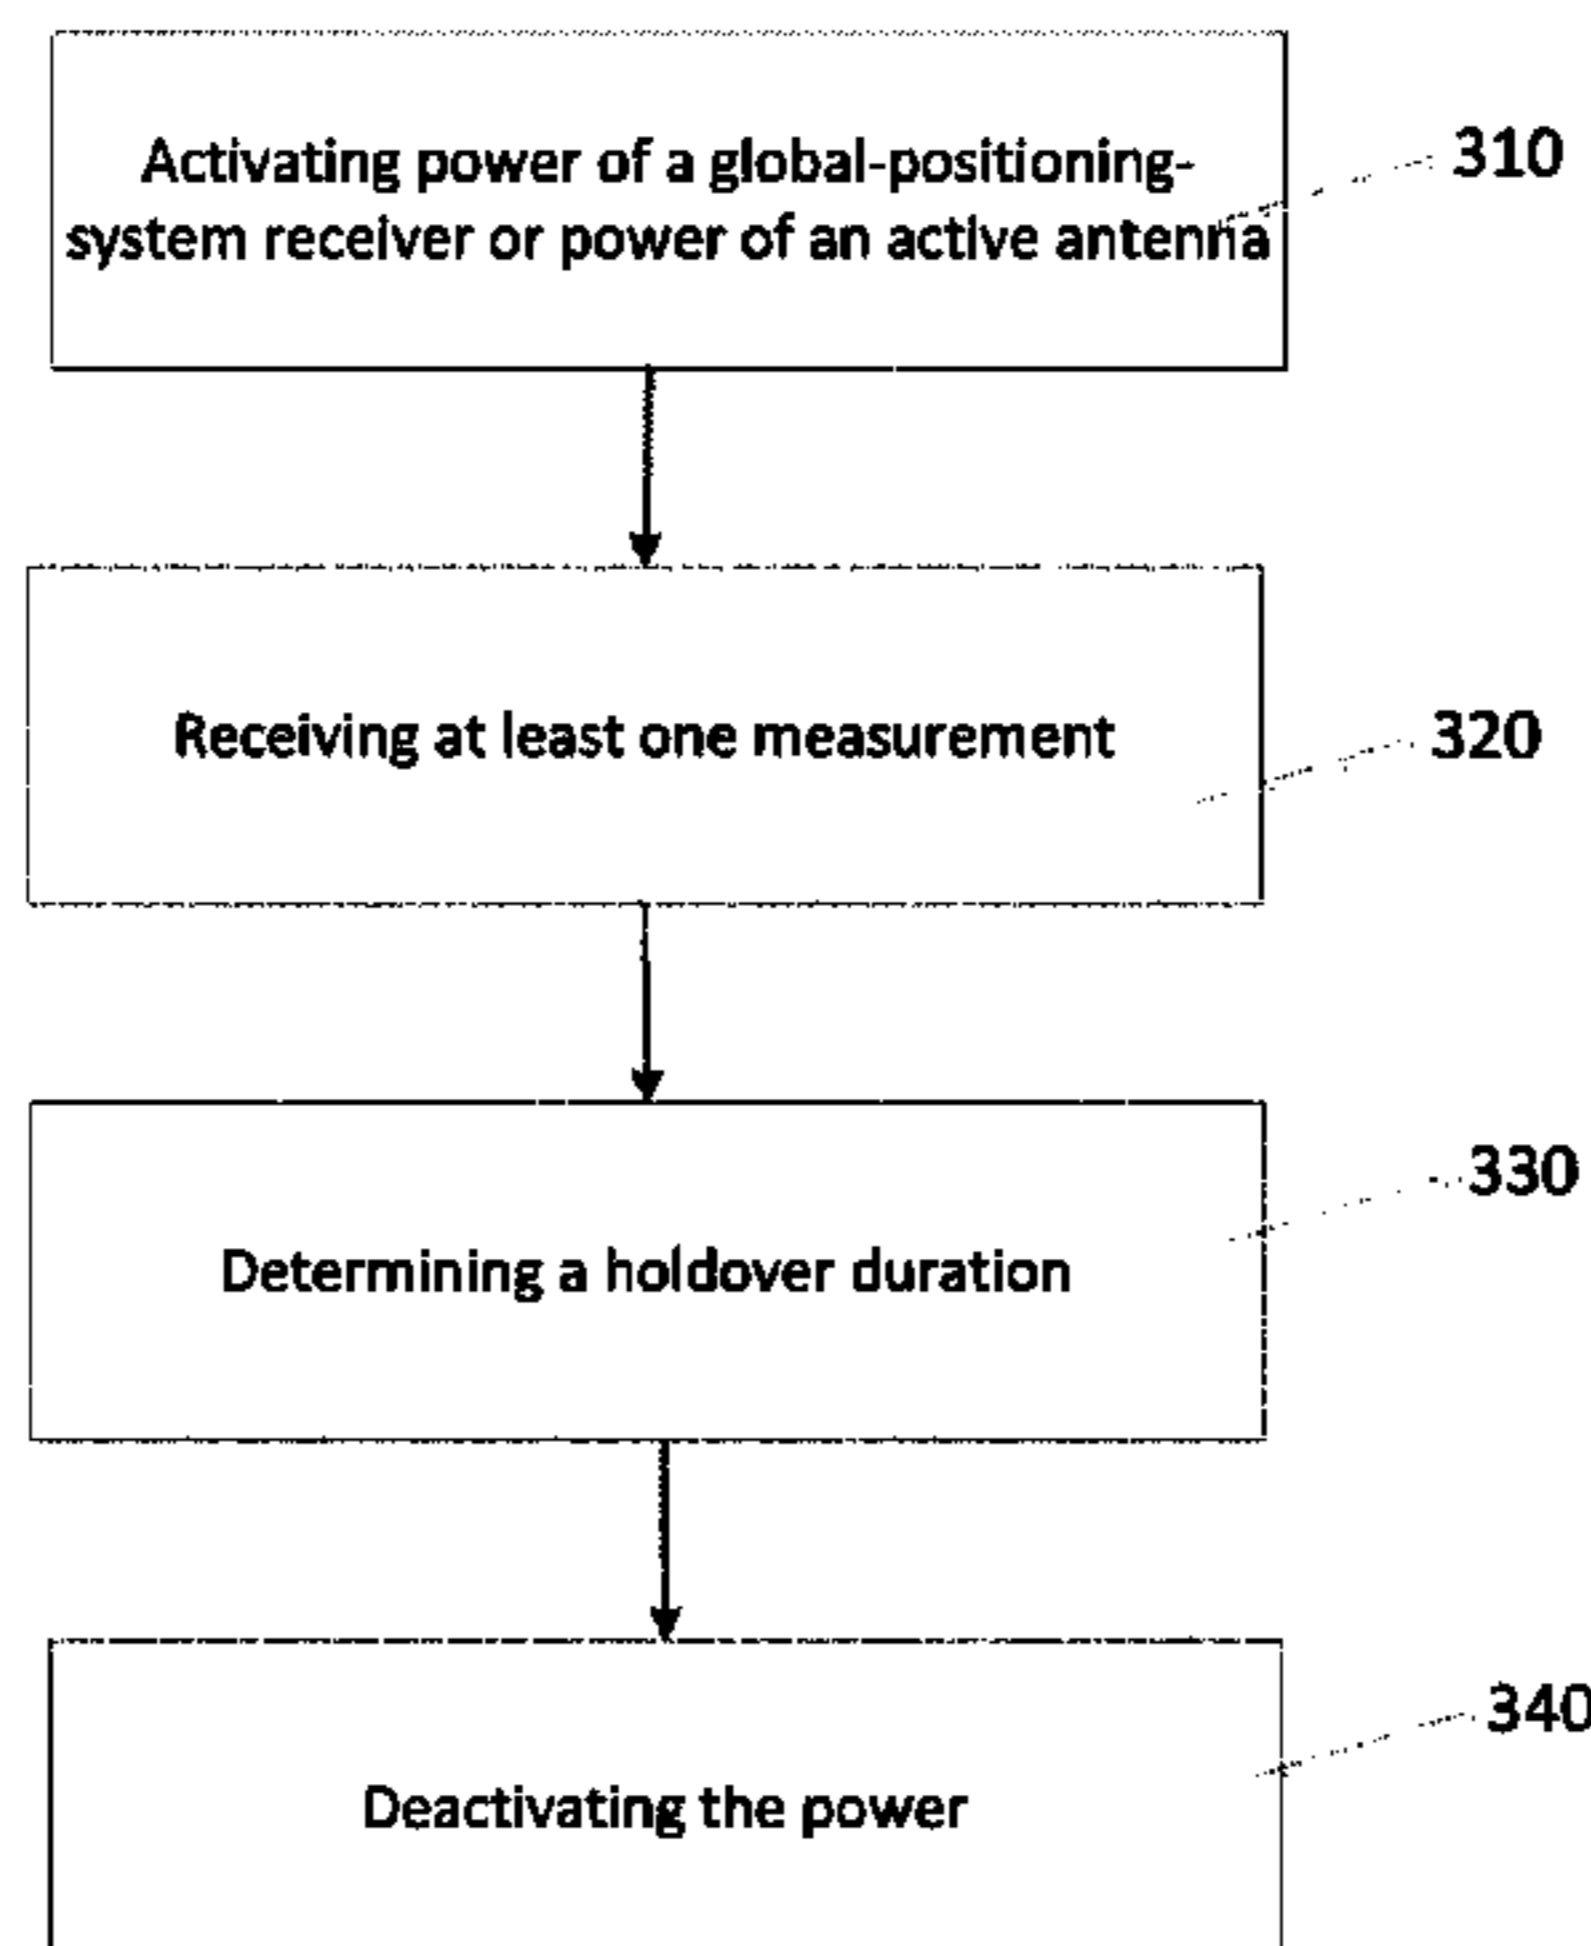 Activating power of a global-positioning-
system receiver or power of an active antenna
310
Receiving at least one measurement
320
330
Determining a holdover duration
340
Deactivating the power